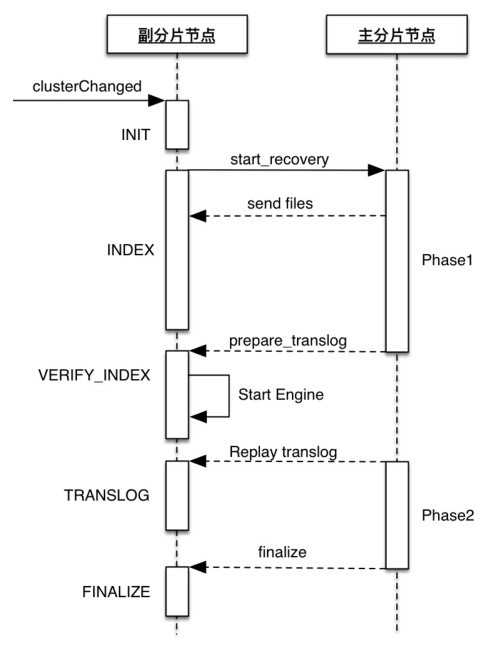 副分片节点
主分片节点
clusterChanged
INIT
start_recovery
send files
INDEX
Phase1
prepare_translog
VERIFY_INDEX
Start Engine
Replay translog
TRANSLOG
Phase2
finalize
FINALIZE